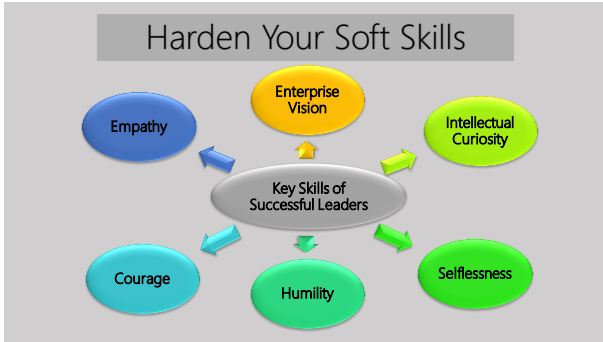 Harden Your Soft Skills
Enterprise
Vision
Empathy
Intellectual
Curiosity
Key Skills of
Successful Leaders
Courage
Humility
Selflessness